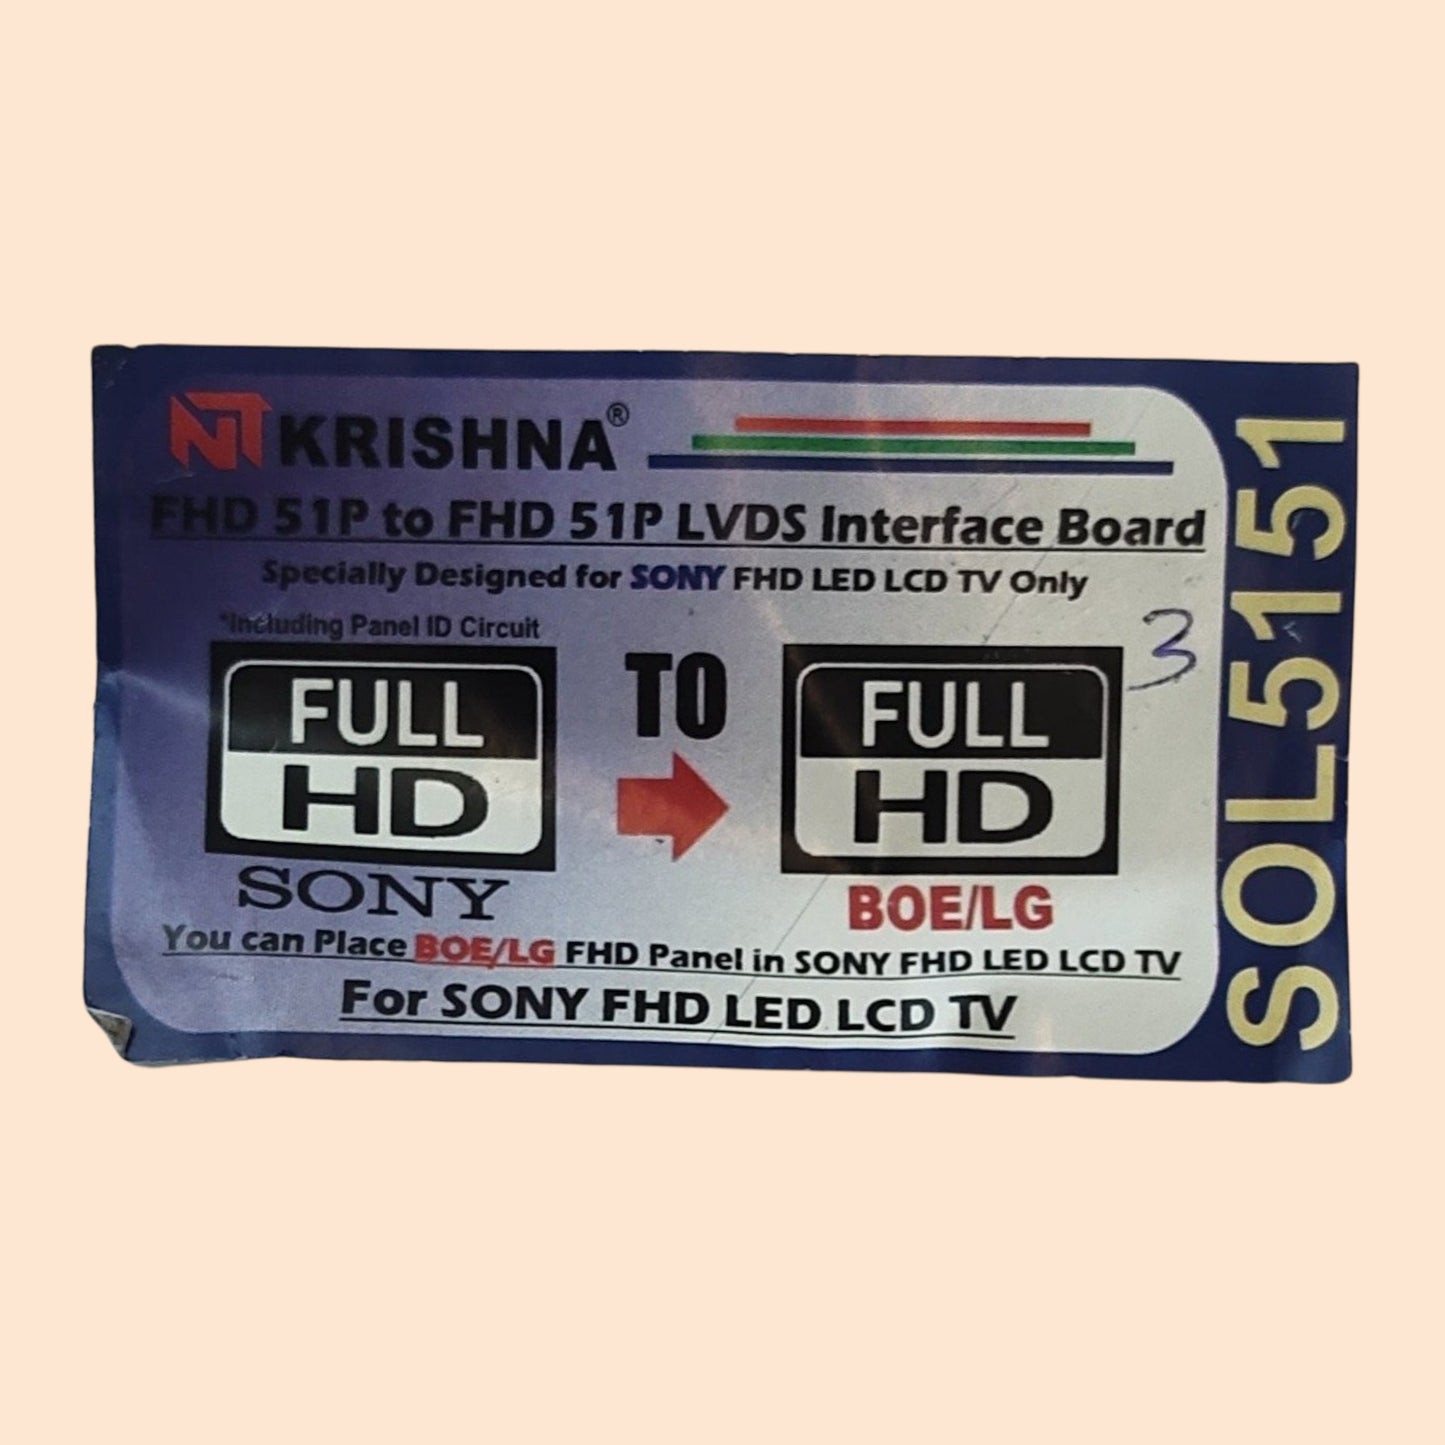 NT KRISHNA®
FHD 51P to FHD 51P LVDS Interface Board
Specially Designed for SONY FHD LED LCD TV Only
*Including Panel ID Circuit
FULL
HD
SONY
TO
FULL
HD
BOE/LG
3
You can Place BOE/LG FHD Panel in SONY FHD LED LCD TV
For SONY FHD LED LCD TV
SOL5151